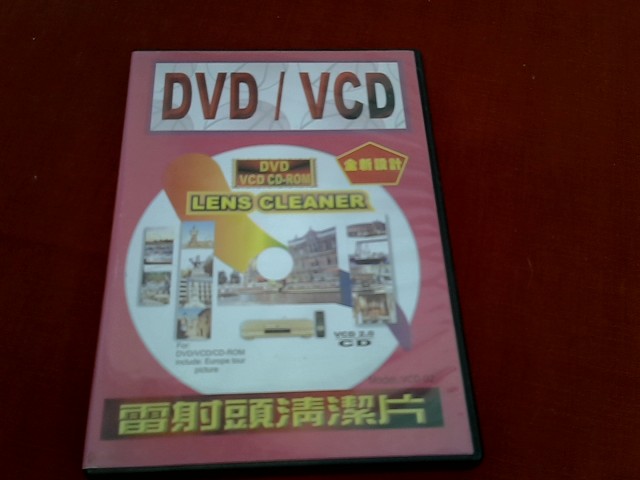 DVD / VCD
DVD
VCD CD-ROM
全新設計
LENS CLEANER
For
DVD/VCD/CD-ROM
include: Europe tour
picture
VCD 2.0
CD
雷射頭清潔片